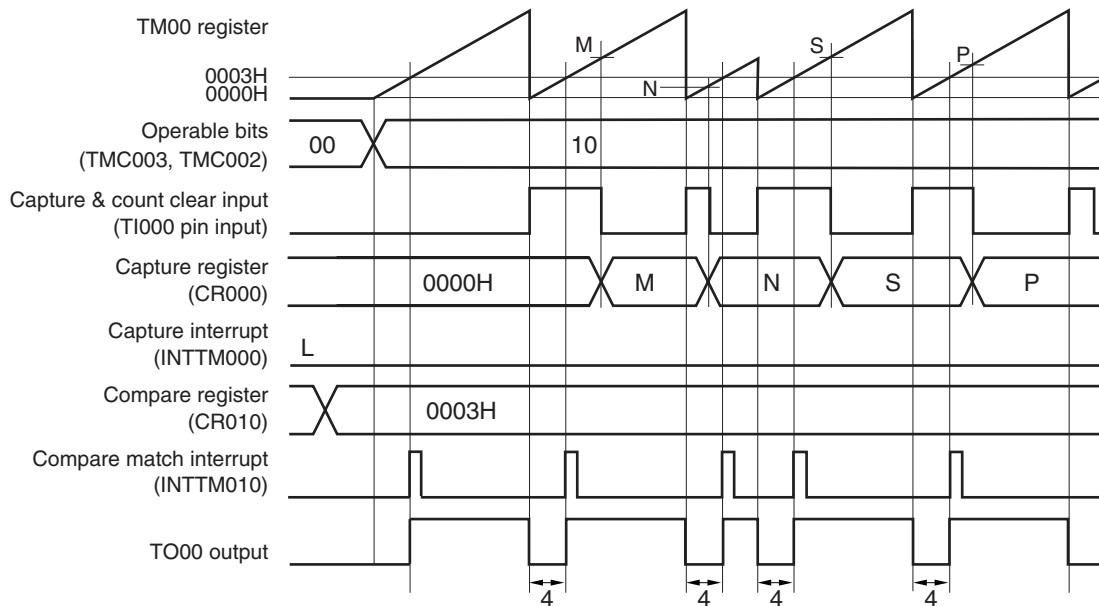 TM00 register
M
S
P
N
0003H
0000H
Operable bits
(TMC003, TMC002)
00
10
Capture & count clear input
(TI000 pin input)
Capture register
(CR000)
0000H
M
N
S
P
Capture interrupt
(INTTM000)
L
Compare register
(CR010)
0003H
Compare match interrupt
(INTTM010)
TO00 output
4
4
4
4